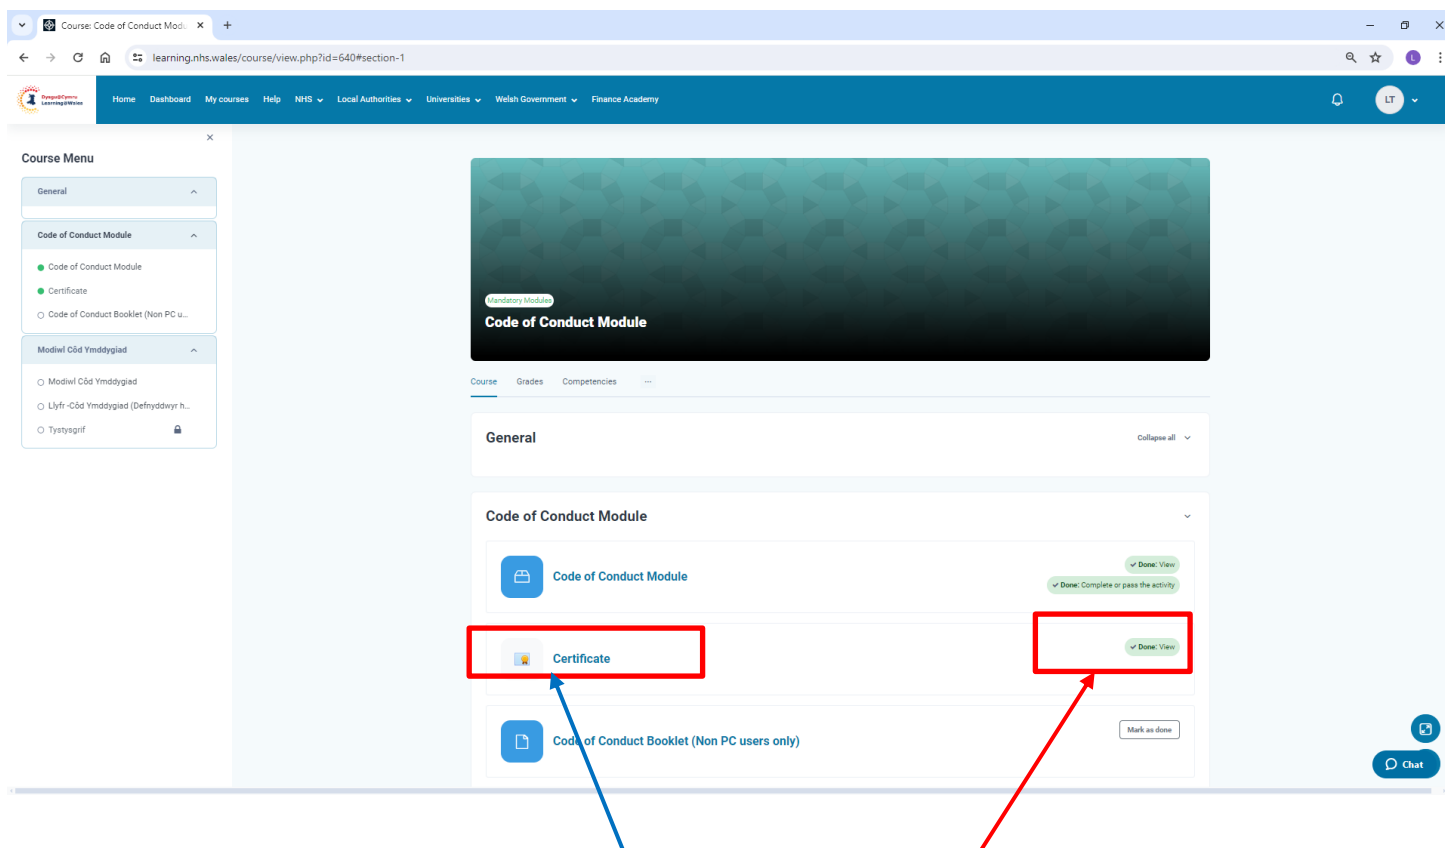 Course: Code of Conduct Modu
learning.nhs.wales/course/view.php?id=640#section-1
L
Dysgu@Cymru
Learning@Wales
Home Dashboard My courses Help NHS Local Authorities Universities Welsh Government Finance Academy
LT
Course Menu
General
Code of Conduct Module
Code of Conduct Module
Certificate
Code of Conduct Booklet (Non PC u...
Modiwl Côd Ymddygiad
Modiwl Côd Ymddygiad
Llyfr -Côd Ymddygiad (Defnyddwyr h...
Tystysgrif
Mandatory Modules
Code of Conduct Module
Course Grades Competencies ...
General
Collapse all
Code of Conduct Module
Code of Conduct Module
Done: View
Done: Complete or pass the activity
Certificate
Done: View
Code of Conduct Booklet (Non PC users only)
Mark as done
Chat